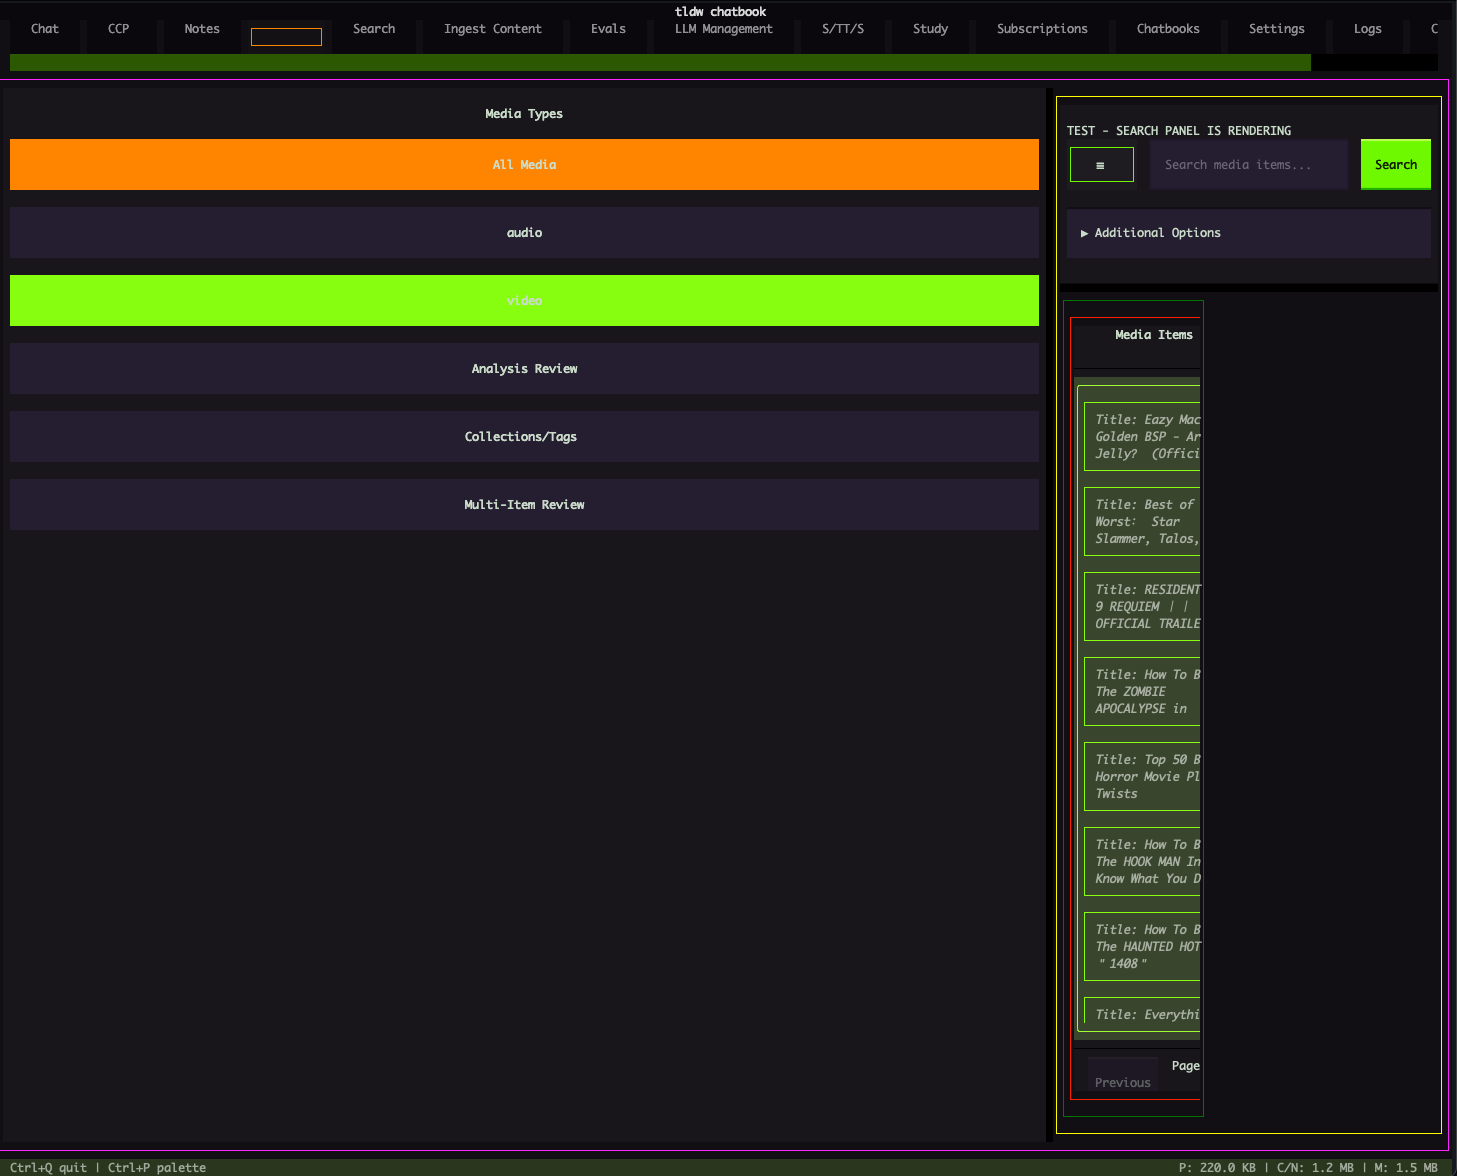 tldw chatbook
Chat CCP Notes Search Ingest Content Evals LLM Management S/TT/S Study Subscriptions Chatbooks Settings Logs C
Media Types
All Media
audio
video
Analysis Review
Collections/Tags
Multi-Item Review
TEST - SEARCH PANEL IS RENDERING
≡ Search media items... Search
▶ Additional Options
Media Items
Title: Eazy Mac
Golden BSP - Ar
Jelly? (Offici
Title: Best of
Worst: Star
Slammer, Talos,
Title: RESIDENT
9 REQUIEM ||
OFFICIAL TRAILE
Title: How To B
The ZOMBIE
APOCALYPSE in
Title: Top 50 B
Horror Movie Pl
Twists
Title: How To B
The HOOK MAN In
Know What You D
Title: How To B
The HAUNTED HOT
"1408"
Title: Everythi
Page
Previous
Ctrl+Q quit | Ctrl+P palette
P: 220.0 KB | C/N: 1.2 MB | M: 1.5 MB